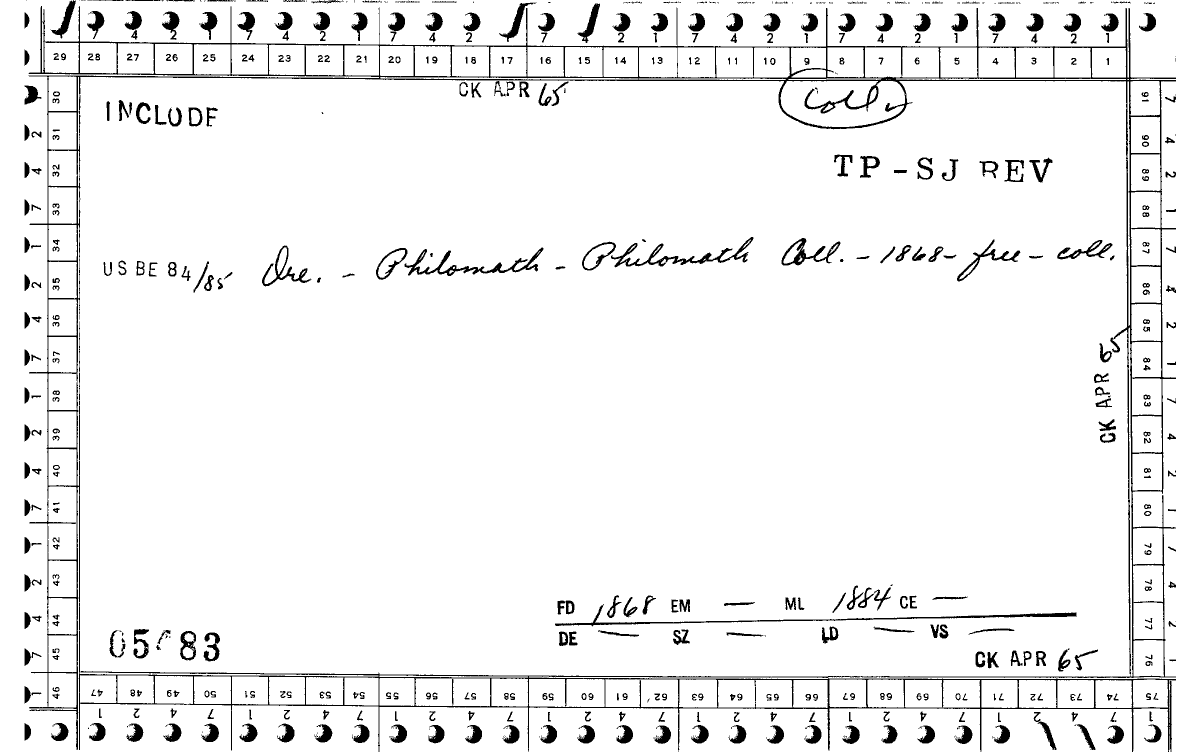 7 4 2 1 7 4 2 1 7 4 2 1 7 4 2 1 7 4 2 1 7 4 2 1 7 4 2 1
29 28 27 26 25 24 23 22 21 20 19 18 17 16 15 14 13 12 11 10 9 8 7 6 5 4 3 2 1
CK APR 65
INCLUDE
Coll
TP-SJ REV
US BE 84/85 Ore. - Philomath - Philomath Coll. - 1868 - free - coll.
CK APR 65
FD 1868 EM — ML 1884 CE —
DE — SZ — LD — VS —
83
CK APR 65
30 31 32 33 34 35 36 37 38 39 40 41 42 43 44 45 46
91 90 89 88 87 86 85 84 83 82 81 80 79 78 77 76 75
47 48 49 50 51 52 53 54 55 56 57 58 59 60 61 62 63 64 65 66 67 68 69 70 71 72 73 74 75
1 2 4 7 1 2 4 7 1 2 4 7 1 2 4 7 1 2 4 7 1 2 4 7 1 2 4 7 1